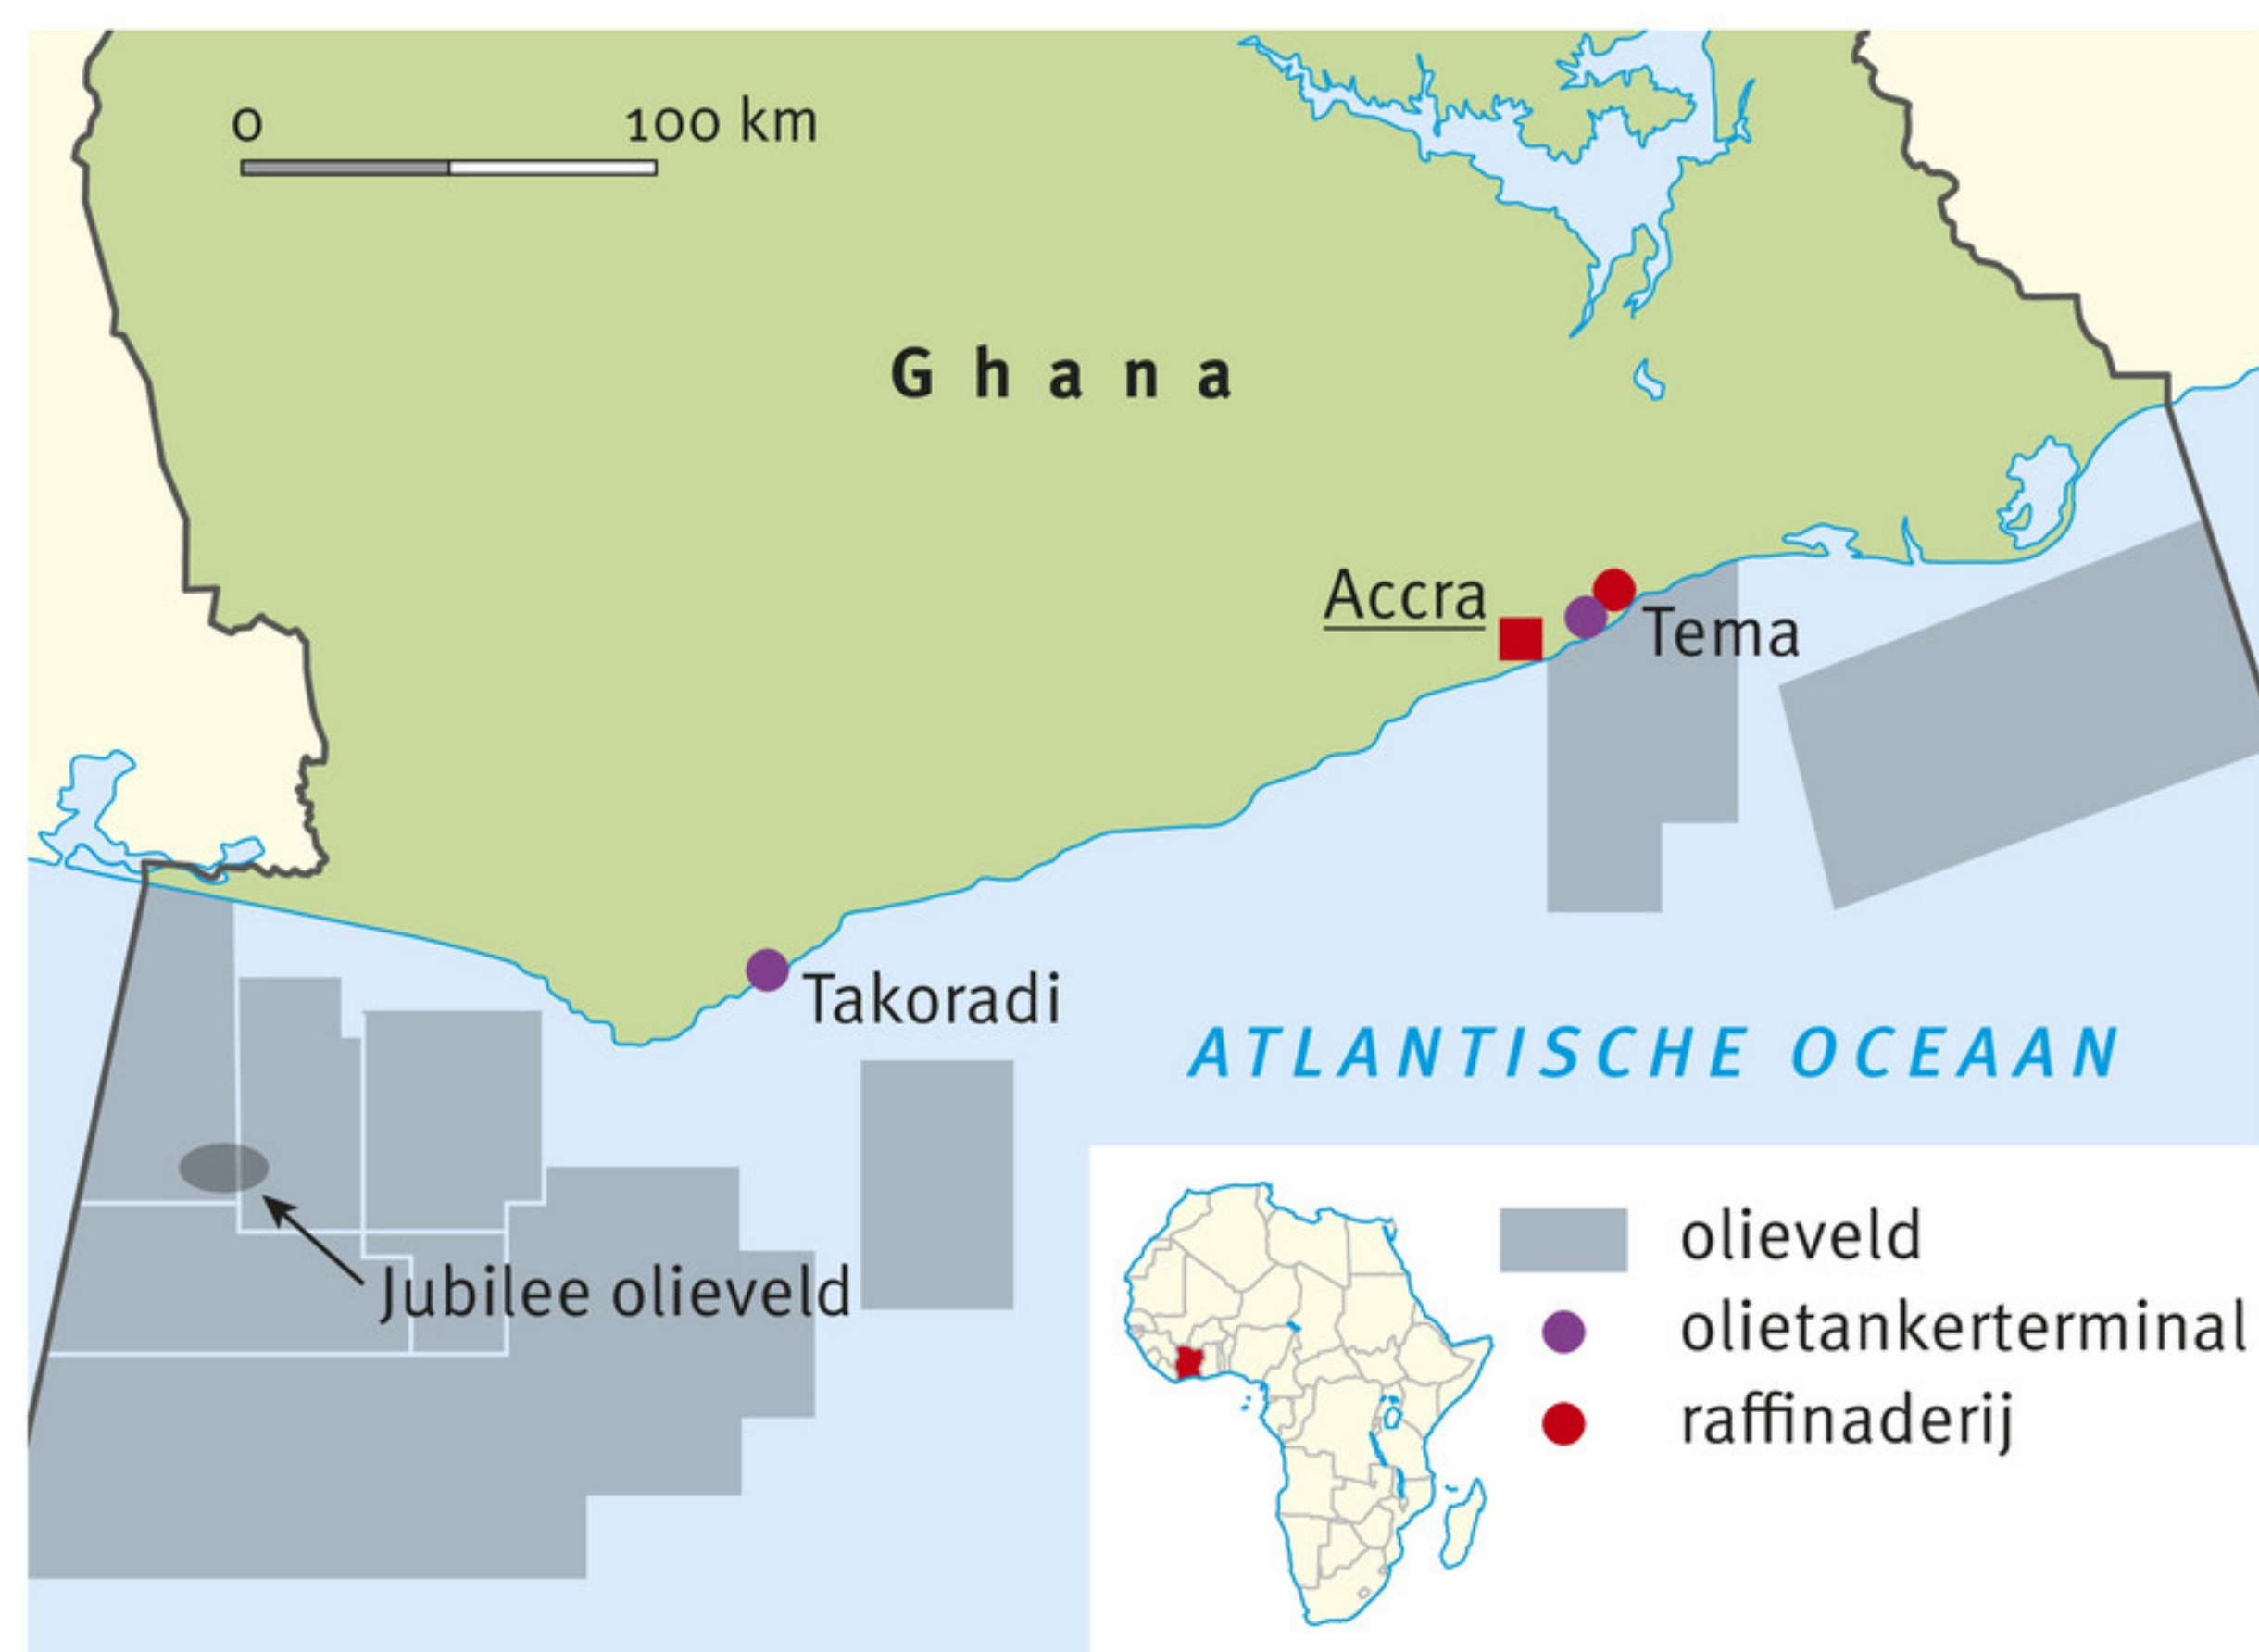 0 100 km
Ghana
Accra
Tema
Takoradi
ATLANTISCHE OCEAAN
Jubilee olieveld
olieveld
olietankerterminal
raffinaderij